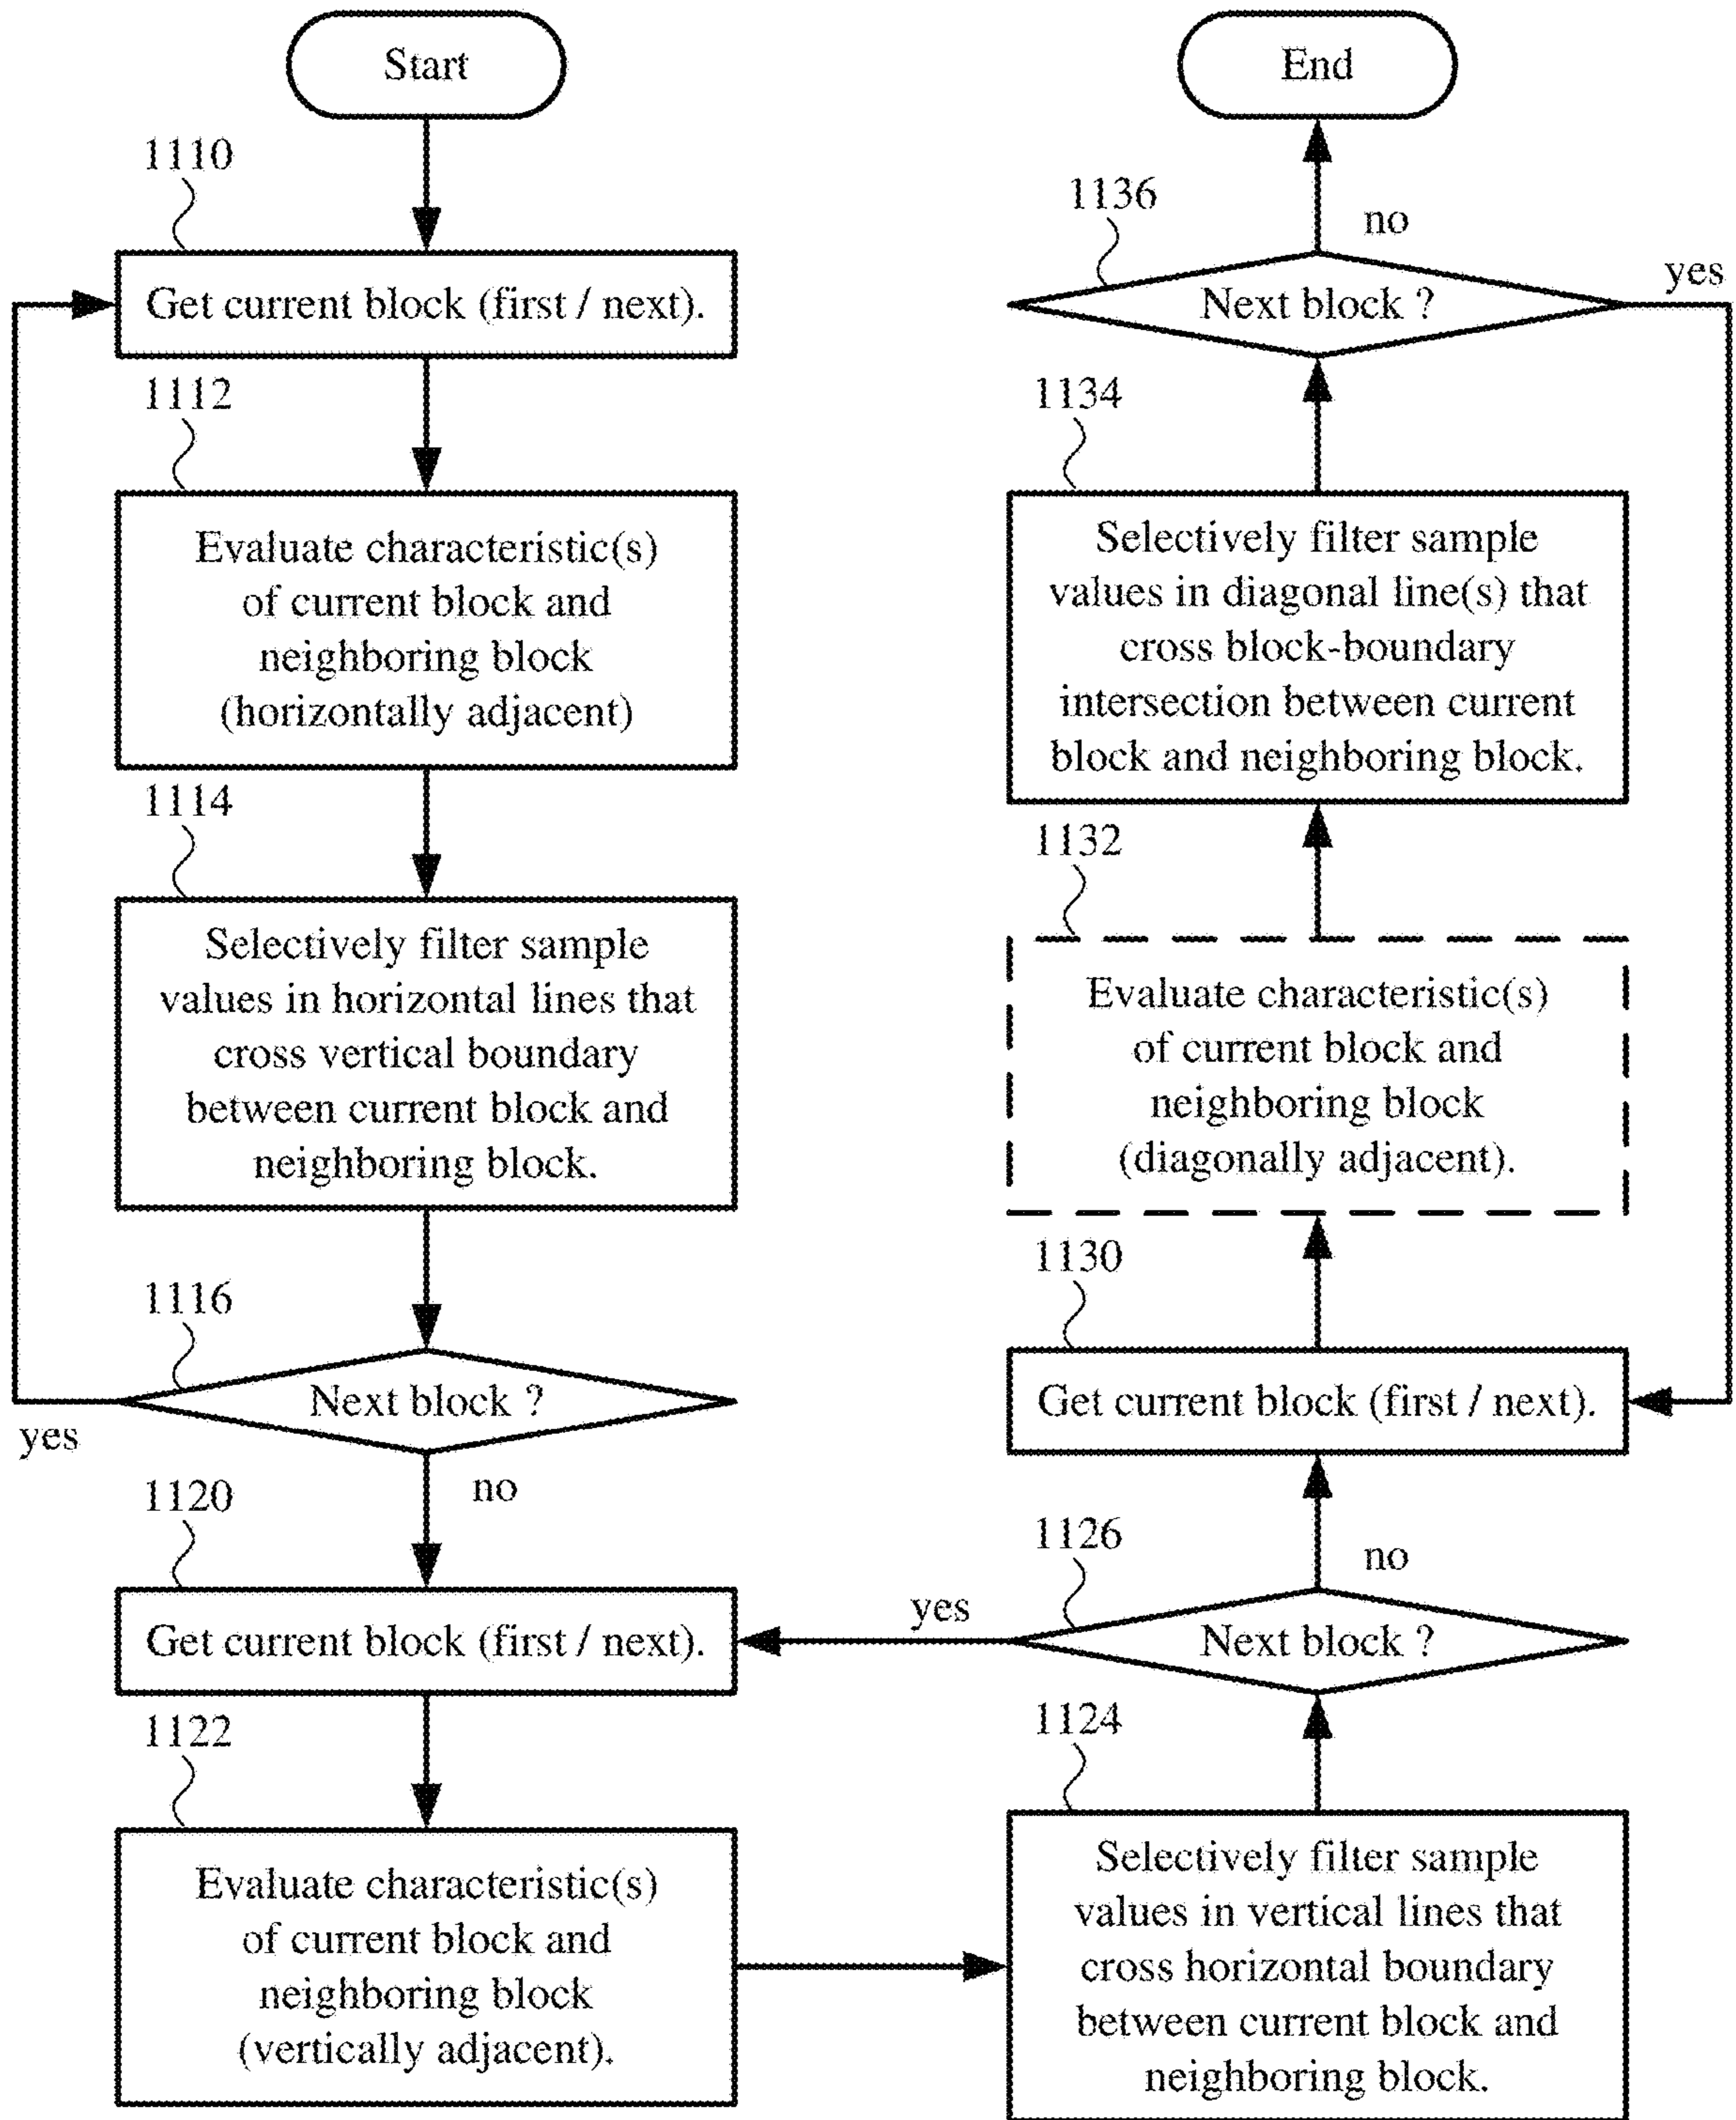 Start
1110
Get current block (first / next).
1112
Evaluate characteristic(s)
of current block and
neighboring block
(horizontally adjacent)
1114
Selectively filter sample
values in horizontal lines that
cross vertical boundary
between current block and
neighboring block.
1116
Next block ?
yes
no
1120
Get current block (first / next).
1122
Evaluate characteristic(s)
of current block and
neighboring block
(vertically adjacent).
1124
Selectively filter sample
values in vertical lines that
cross horizontal boundary
between current block and
neighboring block.
1126
Next block ?
yes
no
1130
Get current block (first / next).
1132
Evaluate characteristic(s)
of current block and
neighboring block
(diagonally adjacent).
1134
Selectively filter sample
values in diagonal line(s) that
cross block-boundary
intersection between current
block and neighboring block.
1136
Next block ?
yes
no
End